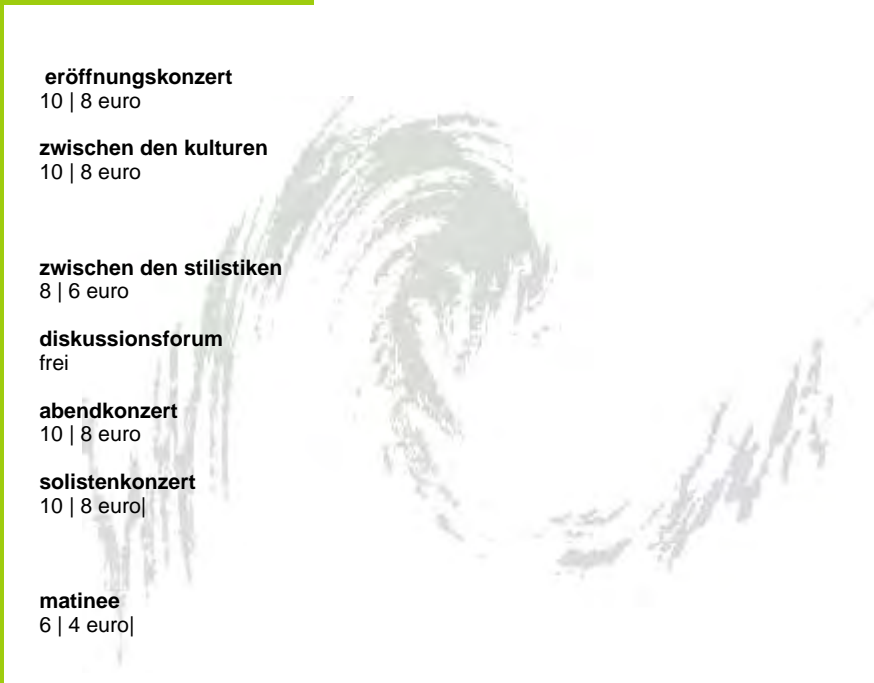 eröffnungskonzert
10 | 8 euro
zwischen den kulturen
10 | 8 euro
zwischen den stilistiken
8 | 6 euro
diskussionsforum
frei
abendkonzert
10 | 8 euro
solistenkonzert
10 | 8 euro|
matinee
6 | 4 euro|